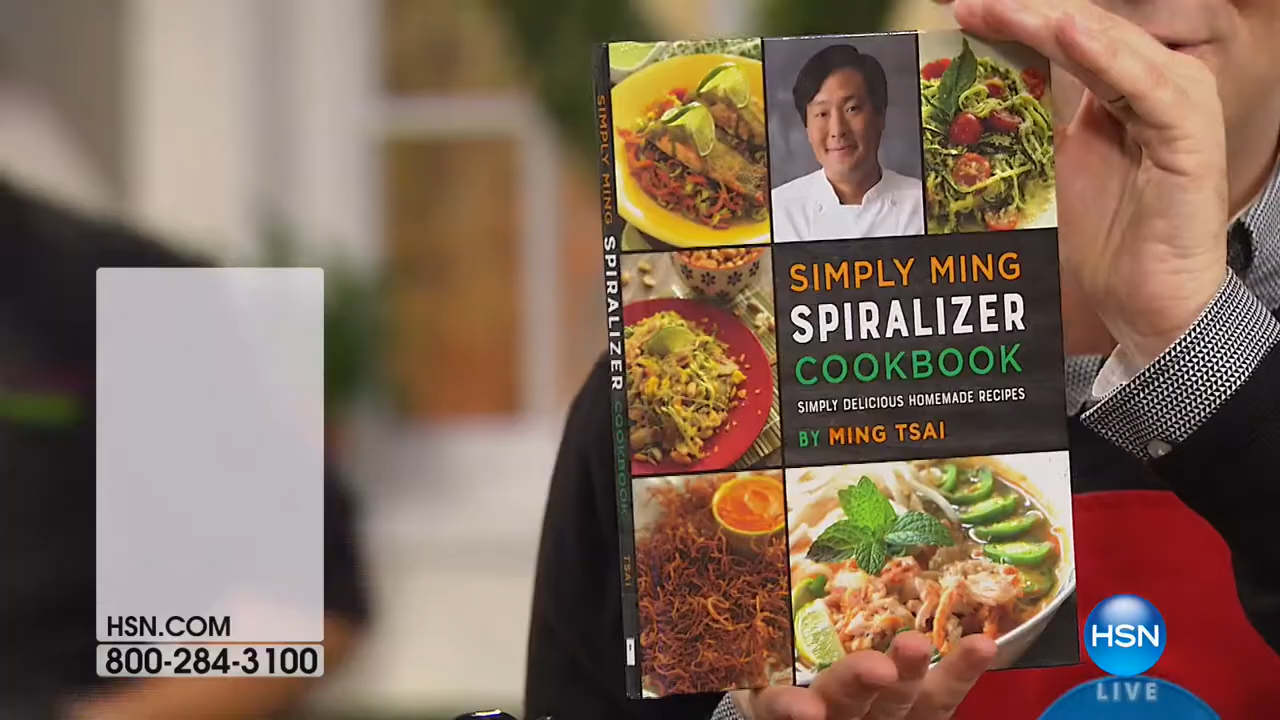 SIMPLY MING SPIRALIZER COOKBOOK TSAI
SIMPLY MING
SPIRALIZER
COOKBOOK
SIMPLY DELICIOUS HOMEMADE RECIPES
BY MING TSAI
HSN.COM
800-284-3100
HSN
LIVE